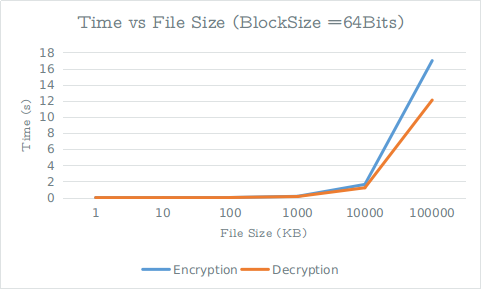 Time vs File Size (BlockSize =64Bits)
18
16
14
12
10
8
6
4
2
0
Time (s)
1 10 100 1000 10000 100000
File Size (KB)
Encryption Decryption